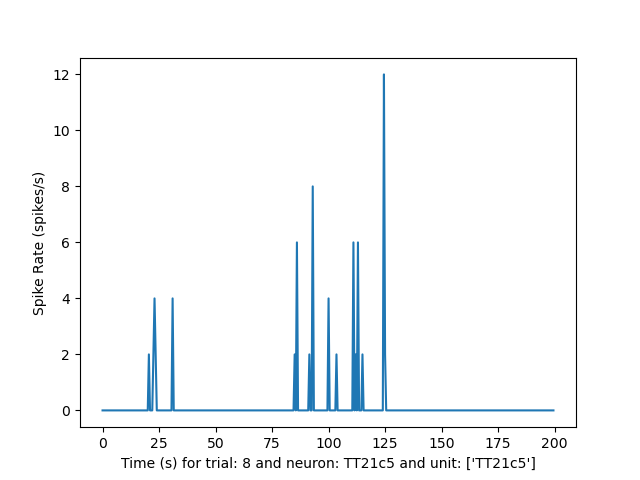 12
10
8
6
4
2
0
Spike Rate (spikes/s)
0 25 50 75 100 125 150 175 200
Time (s) for trial: 8 and neuron: TT21c5 and unit: ['TT21c5']